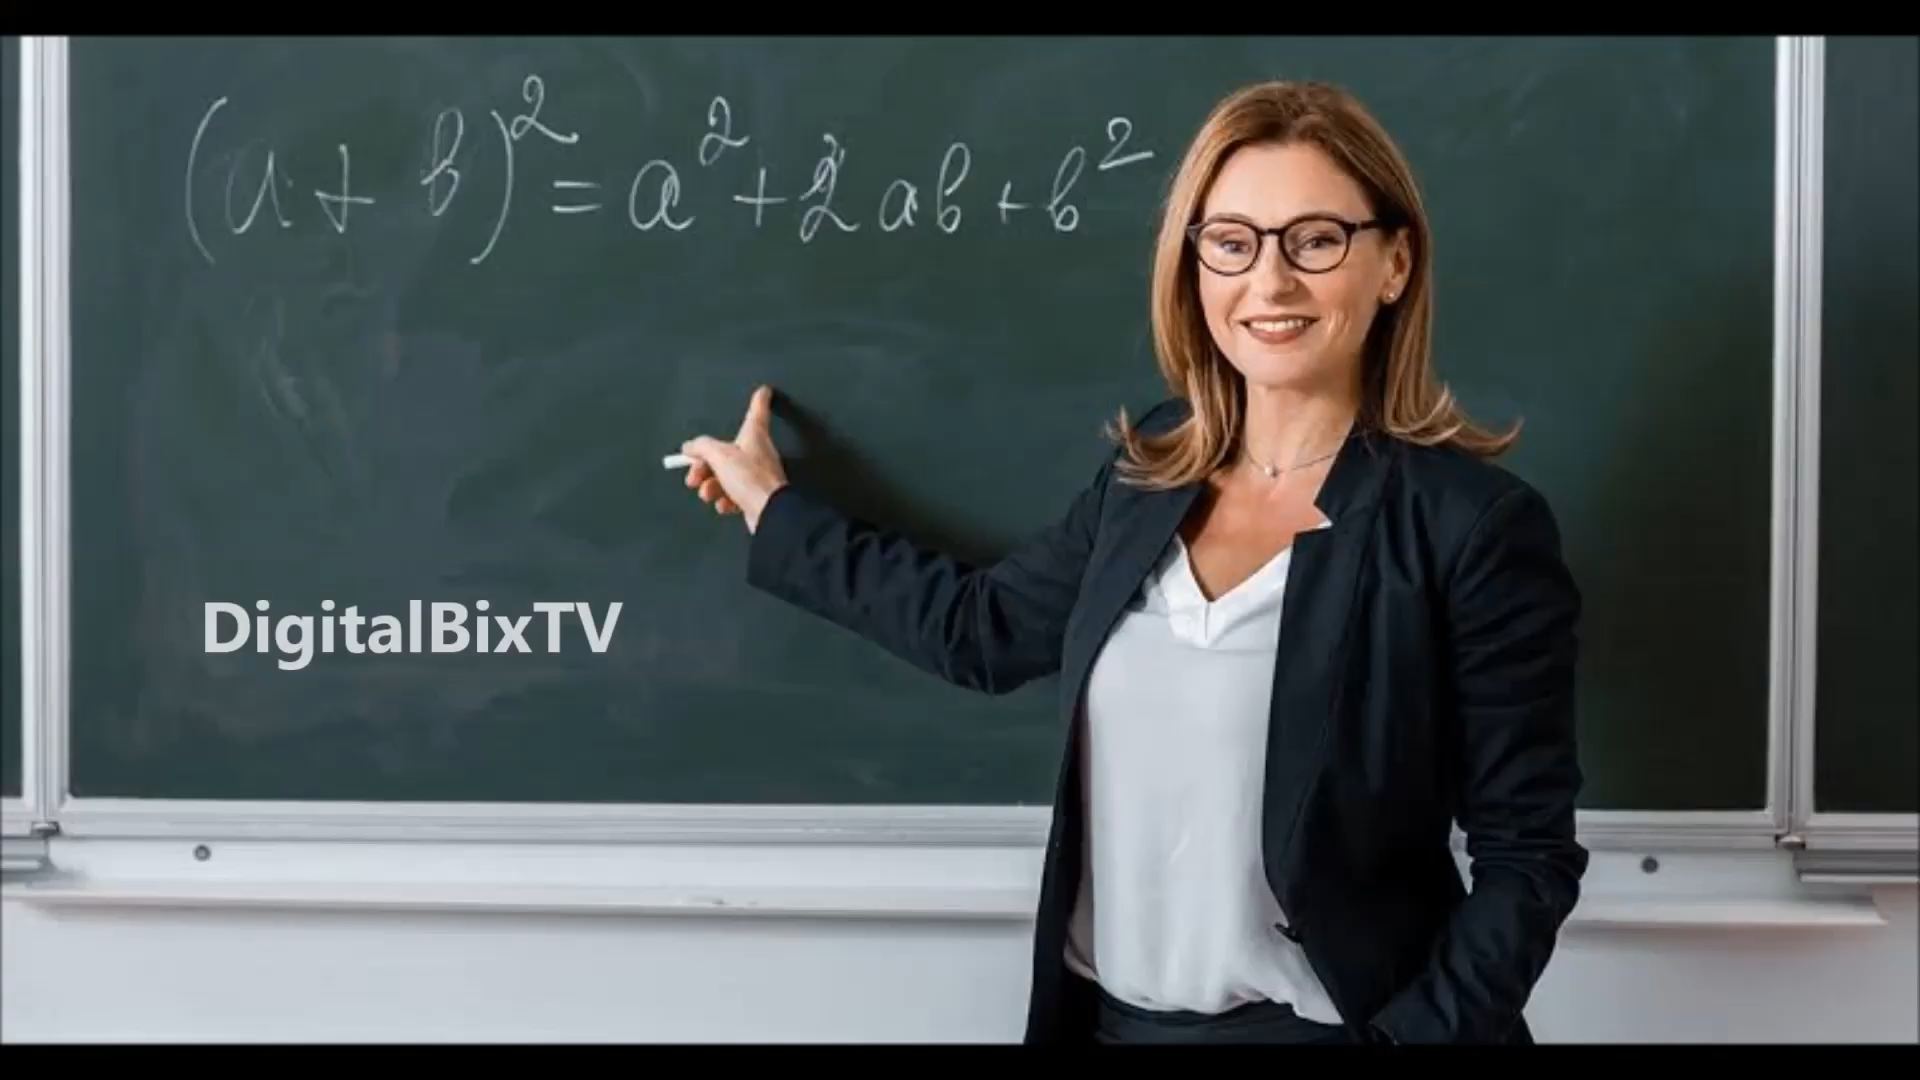 (a + b)² = a² + 2ab + b²
DigitalBixTV